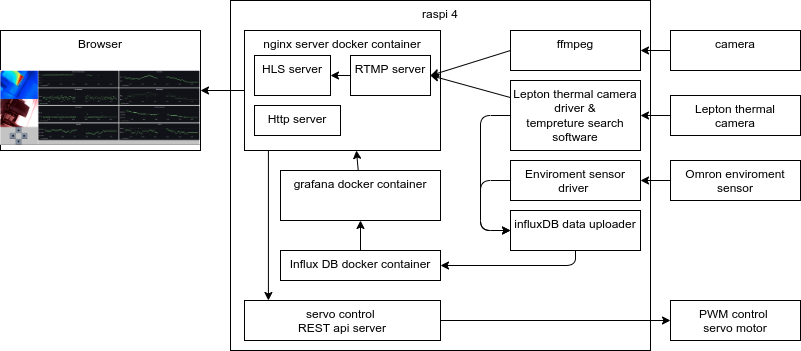 raspi 4
Browser
nginx server docker container
HLS server
RTMP server
Http server
ffmpeg
camera
Lepton thermal camera
driver &
tempreture search
software
Lepton thermal
camera
Enviroment sensor
driver
Omron enviroment
sensor
grafana docker container
influxDB data uploader
Influx DB docker container
servo control
REST api server
PWM control
servo motor